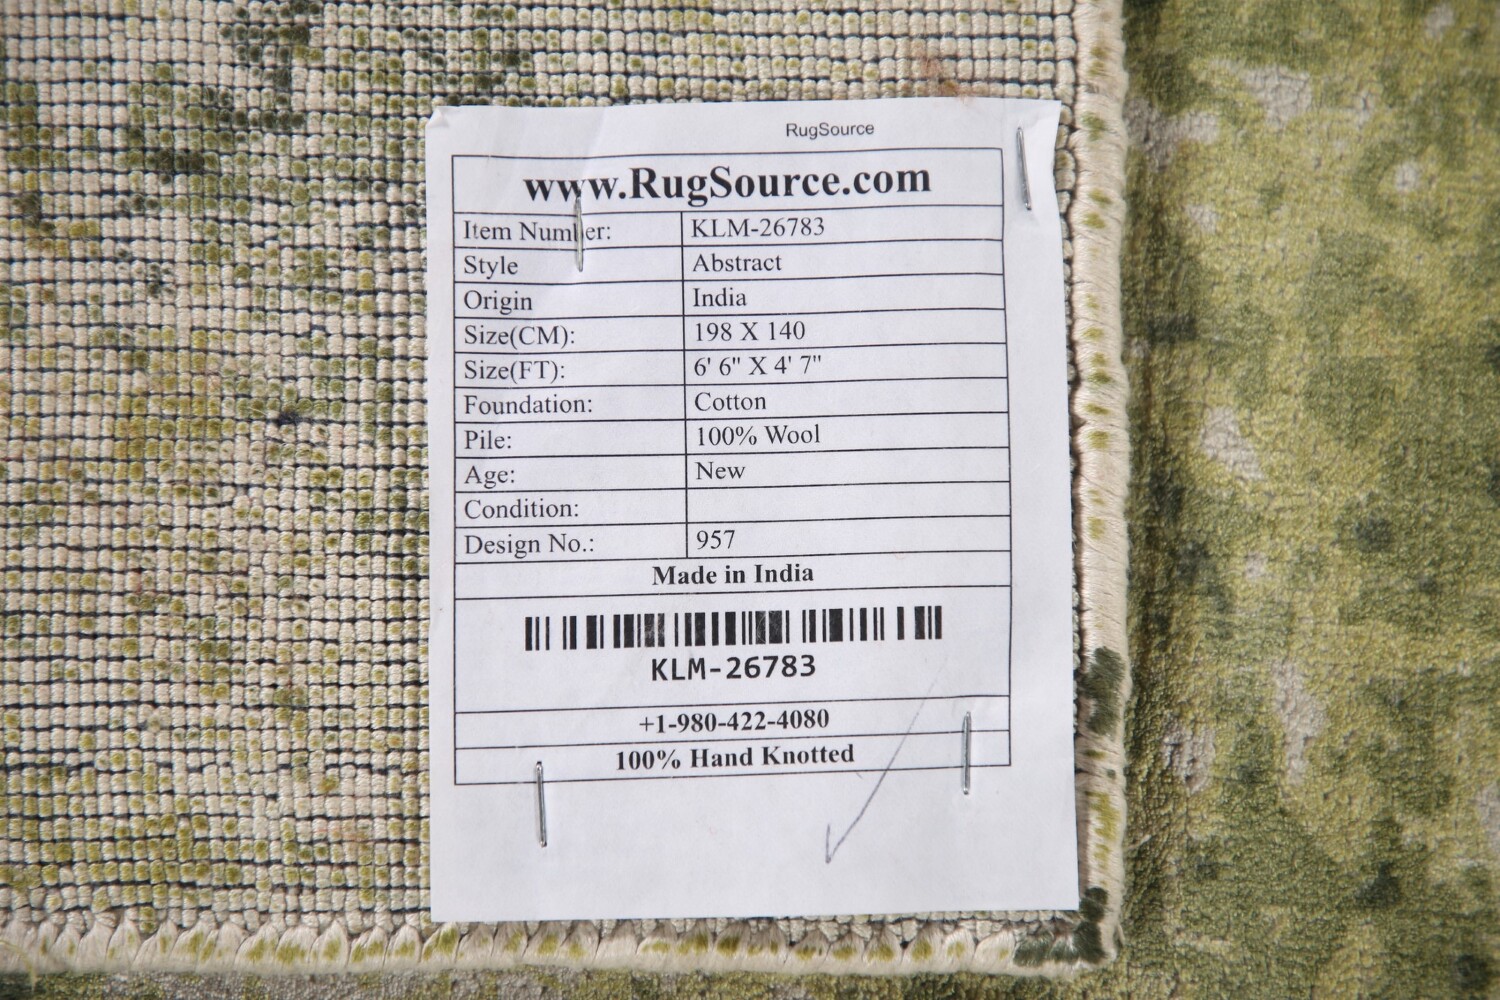 RugSource
www.RugSource.com
Item Number: KLM-26783
Style Abstract
Origin India
Size(CM): 198 X 140
Size(FT): 6' 6" X 4' 7"
Foundation: Cotton
Pile: 100% Wool
Age: New
Condition:
Design No.: 957
Made in India
KLM-26783
+1-980-422-4080
100% Hand Knotted